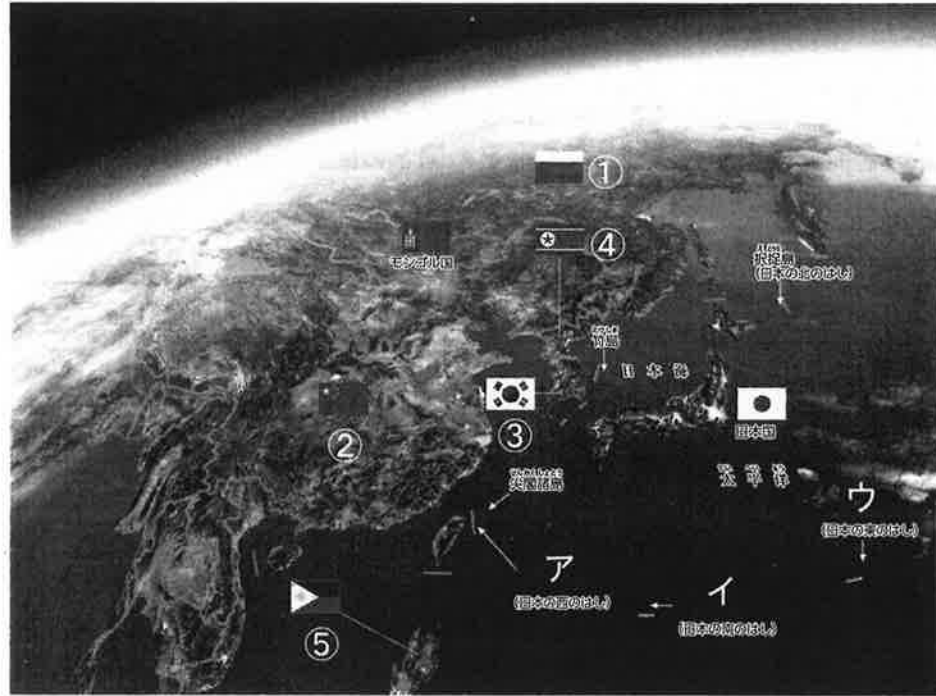 ①
④
モンゴル国
択捉島
(日本の北のはし)
竹島
日本海
②
③
日本国
尖閣諸島
太平洋
ウ
(日本の東のはし)
ア
(日本の西のはし)
イ
(日本の南のはし)
⑤